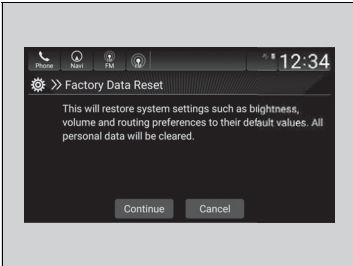 Phone Navi FM
12:34
Factory Data Reset
This will restore system settings such as brightness,
volume and routing preferences to their default values. All
personal data will be cleared.
Continue Cancel